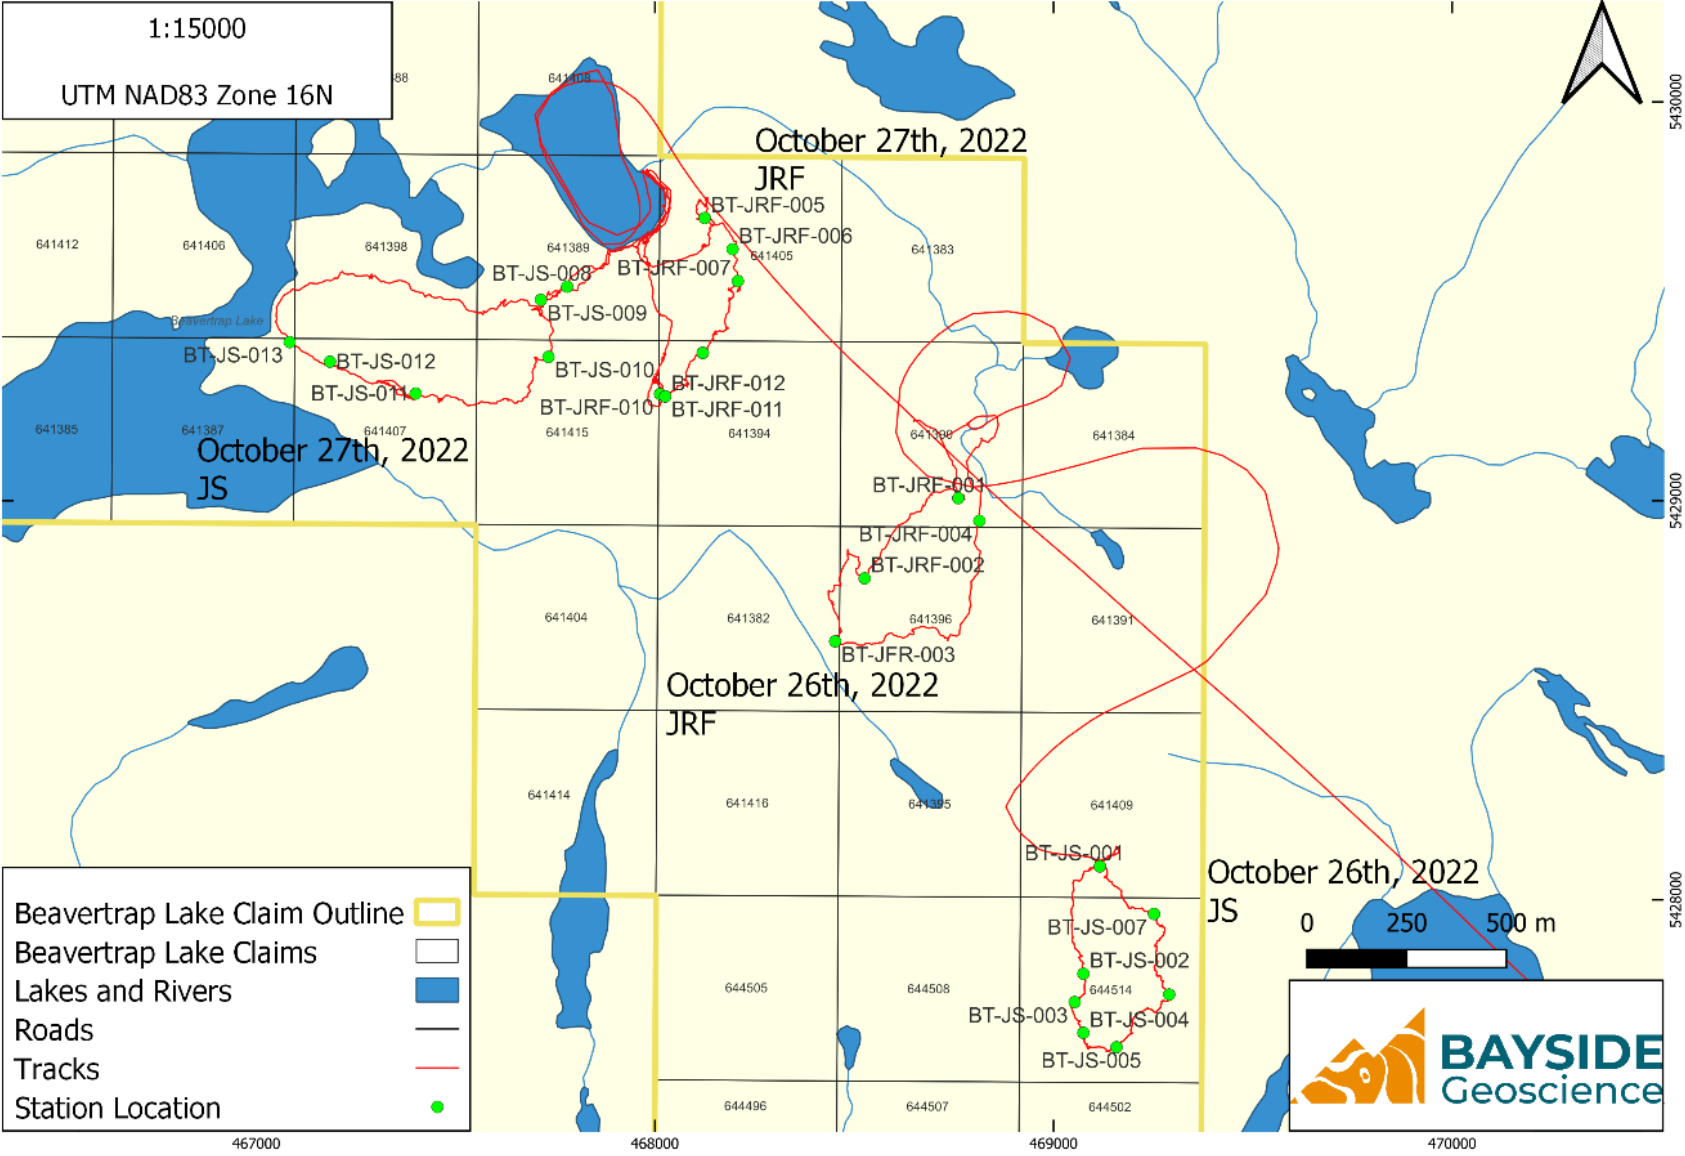 1:15000
UTM NAD83 Zone 16N
88
641408
5430000
October 27th, 2022
JRF
BT-JRF-005
BT-JRF-006
641412
641406
641398
641389
641405
641383
BT-JS-008
BT-JRF-007
BT-JS-009
Beavertrap Lake
BT-JS-013
BT-JS-012
BT-JS-010
BT-JS-011
BT-JRF-012
BT-JRF-010
BT-JRF-011
641385
641387
641407
641415
641394
641390
641384
October 27th, 2022
JS
BT-JRF-001
5429000
BT-JRF-004
BT-JRF-002
641404
641382
641396
641391
BT-JFR-003
October 26th, 2022
JRF
641414
641416
641395
641409
BT-JS-001
October 26th, 2022
JS
5428000
BT-JS-007
BT-JS-002
644505
644508
644514
BT-JS-003
BT-JS-004
BT-JS-005
644496
644507
644502
0 250 500 m
Beavertrap Lake Claim Outline
Beavertrap Lake Claims
Lakes and Rivers
Roads
Tracks
Station Location
BAYSIDE
Geoscience
467000
468000
469000
470000